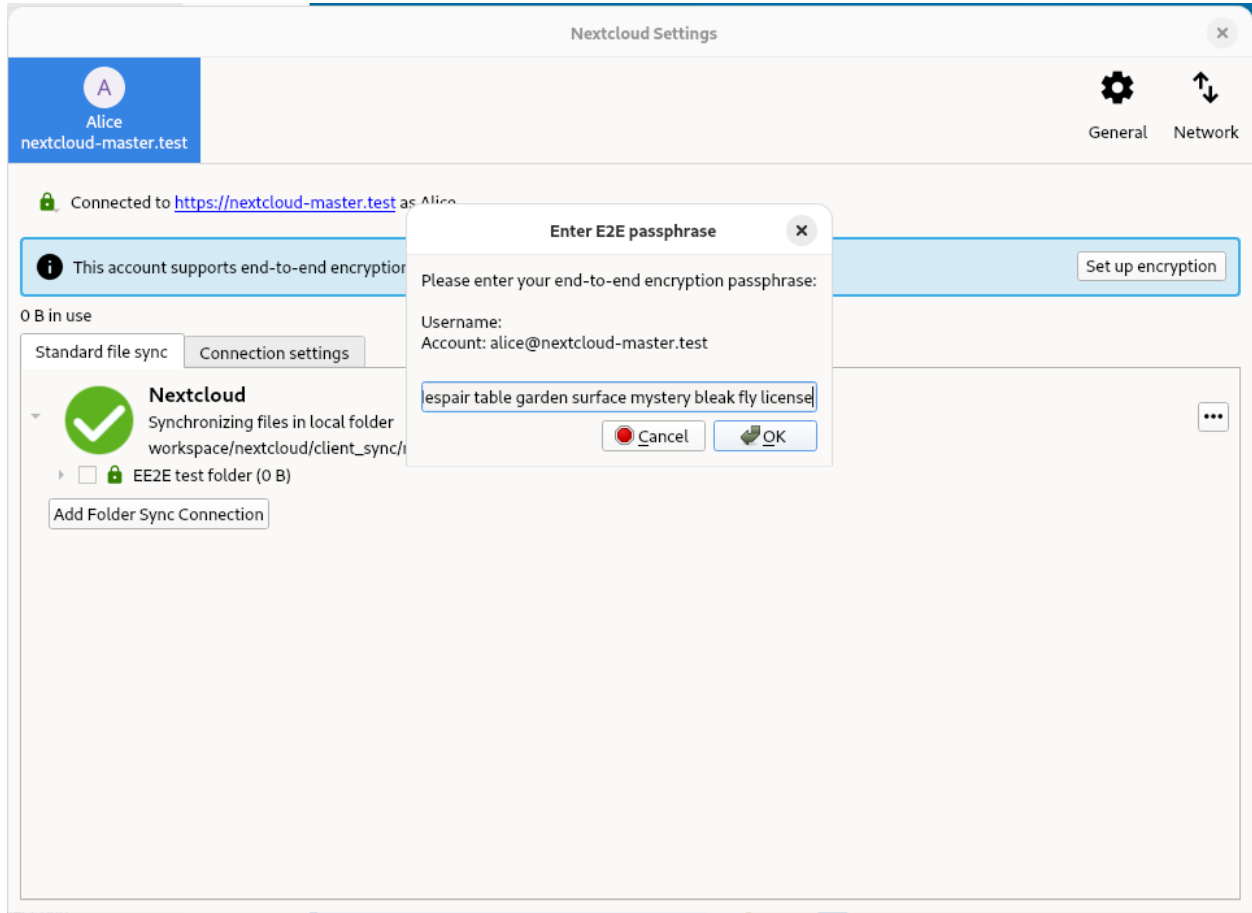 Nextcloud Settings
A
Alice
nextcloud-master.test
General
Network
Connected to https://nextcloud-master.test as Alice
This account supports end-to-end encryption
Set up encryption
0 B in use
Standard file sync
Connection settings
Nextcloud
Synchronizing files in local folder
workspace/nextcloud/client_sync/
EE2E test folder (0 B)
Add Folder Sync Connection
Enter E2E passphrase
Please enter your end-to-end encryption passphrase:
Username:
Account: alice@nextcloud-master.test
table garden surface mystery bleak fly license
Cancel
OK